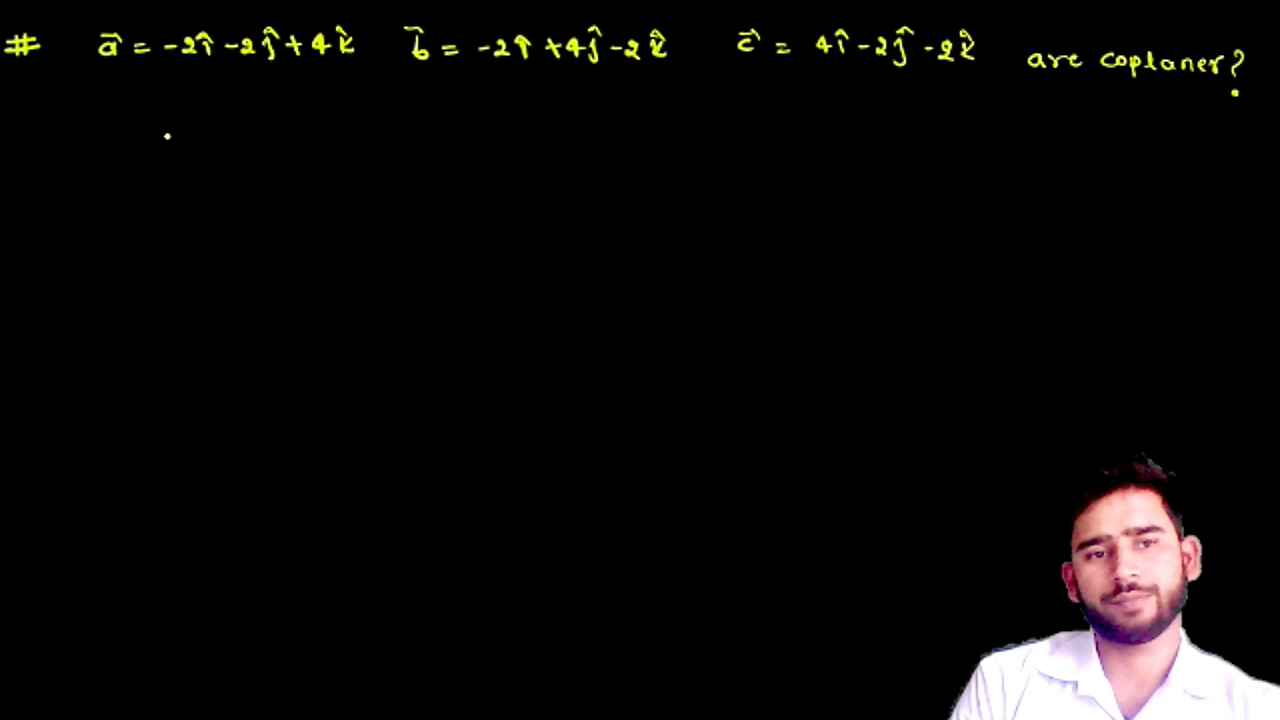 # a⃗ = -2î -2ĵ + 4k̂ b⃗ = -2î + 4ĵ -2k̂ c⃗ = 4î -2ĵ -2k̂ are coplaner?